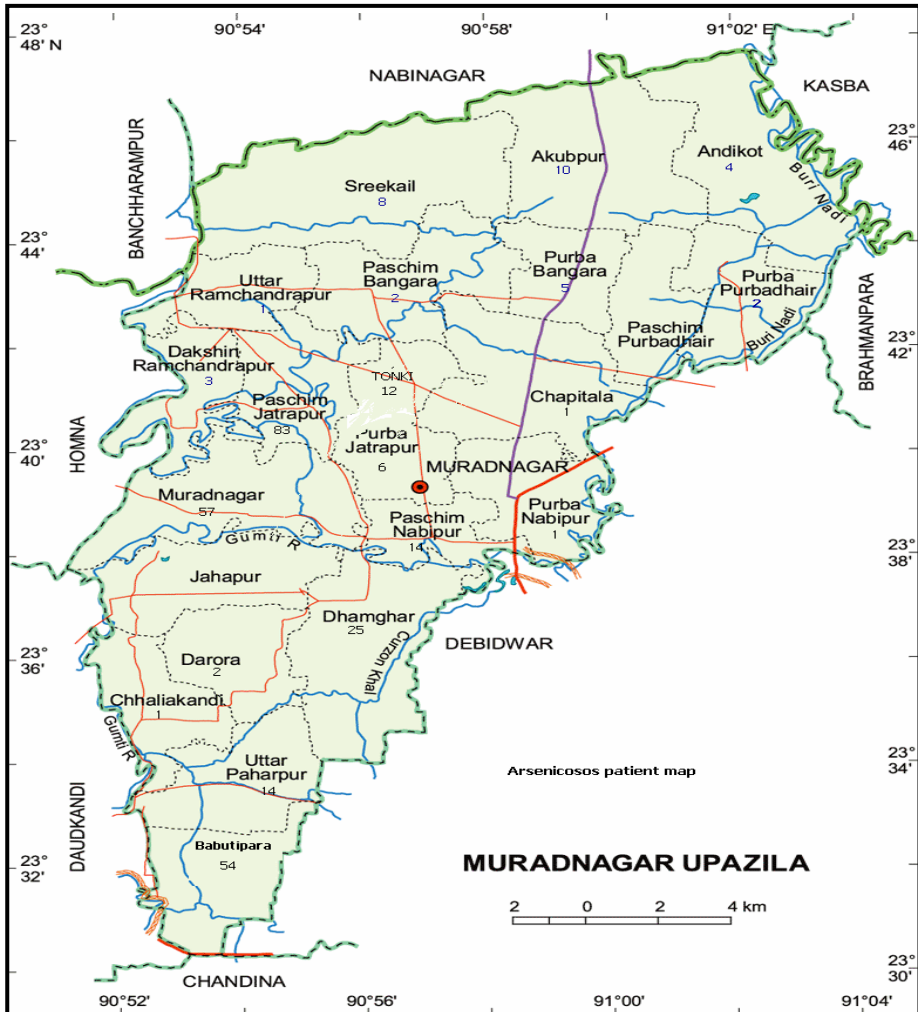 23°
48' N
90°54'
90°58'
91°02' E
NABINAGAR
KASBA
23°
46'
BANCHHARAMPUR
Akubpur
10
Andikot
4
Sreekail
8
Buri Nadi
23°
44'
Uttar
Ramchandrapur
1
Paschim
Bangara
2
Purba
Bangara
5
Purba
Purbadhair
2
Paschim
Purbadhair
Buri Nadi
BRAHMANPARA
23°
42'
Dakshin
Ramchandrapur
3
TONKI
12
Paschim
Jatrapur
83
Chapitala
1
HOMNA
23°
40'
Purba
Jatrapur
6
MURADNAGAR
Muradnagar
57
Paschim
Nabipur
14
Purba
Nabipur
1
Gumti R
23°
38'
Jahapur
Dhamghar
25
Curzon Khal
DEBIDWAR
23°
36'
Darora
2
Chhaliakandi
1
Gumti R
Uttar
Paharpur
14
Arsenicosos patient map
23°
34'
DAUDKANDI
Babutipara
54
MURADNAGAR UPAZILA
23°
32'
2 0 2 4 km
CHANDINA
23°
30'
90°52'
90°56'
91°00'
91°04'